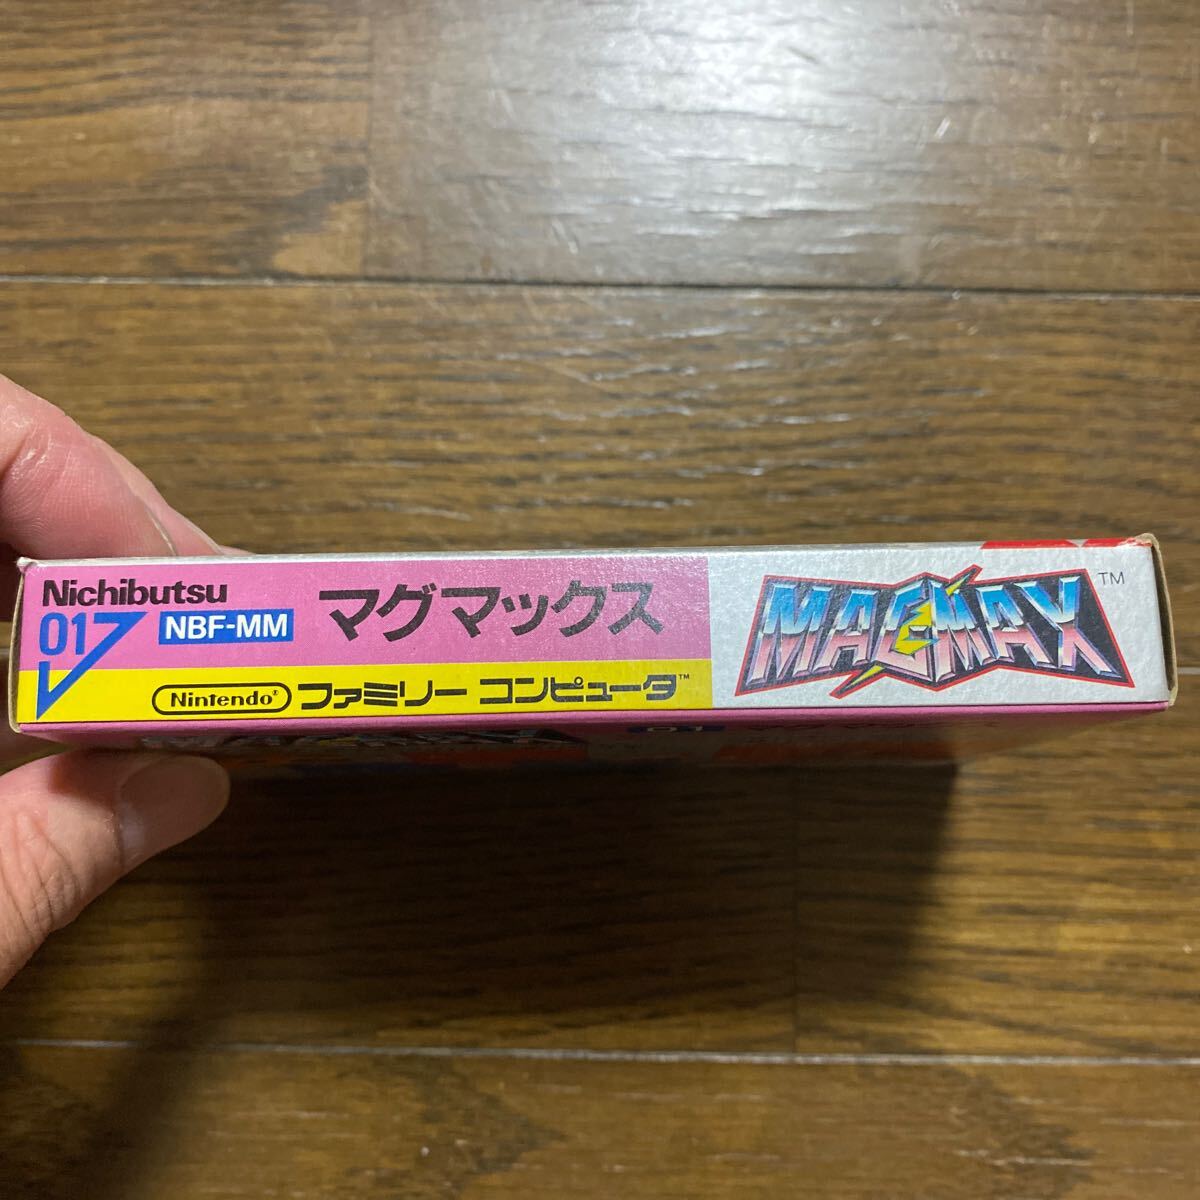 Nichibutsu
01
NBF-MM
マグマックス
Nintendo® ファミリー コンピュータ™
MAGMAX™